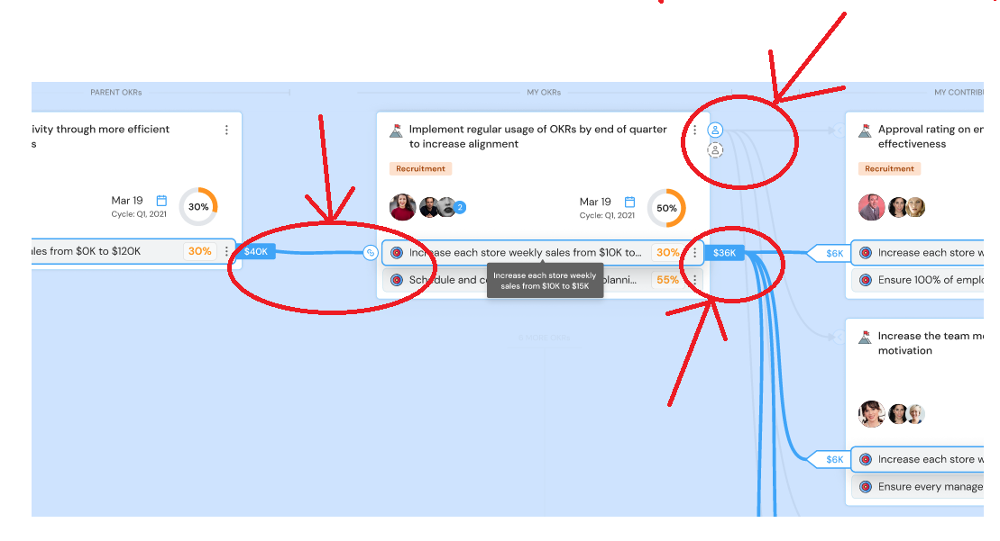 PARENT OKRs
MY OKRs
MY CONTRIB
ivity through more efficient
s
Mar 19
Cycle: Q1, 2021
30%
ales from $0K to $120K
30%
$40K
Implement regular usage of OKRs by end of quarter
to increase alignment
Recruitment
2
Mar 19
Cycle: Q1, 2021
50%
Increase each store weekly sales from $10K to...
30%
$36K
Schedule and co
planni...
55%
Increase each store weekly
sales from $10K to $15K
Approval rating on
effectiveness
Recruitment
$6K
Increase each store w
Ensure 100% of emplo
Increase the team mo
motivation
$6K
Increase each store w
Ensure every manage